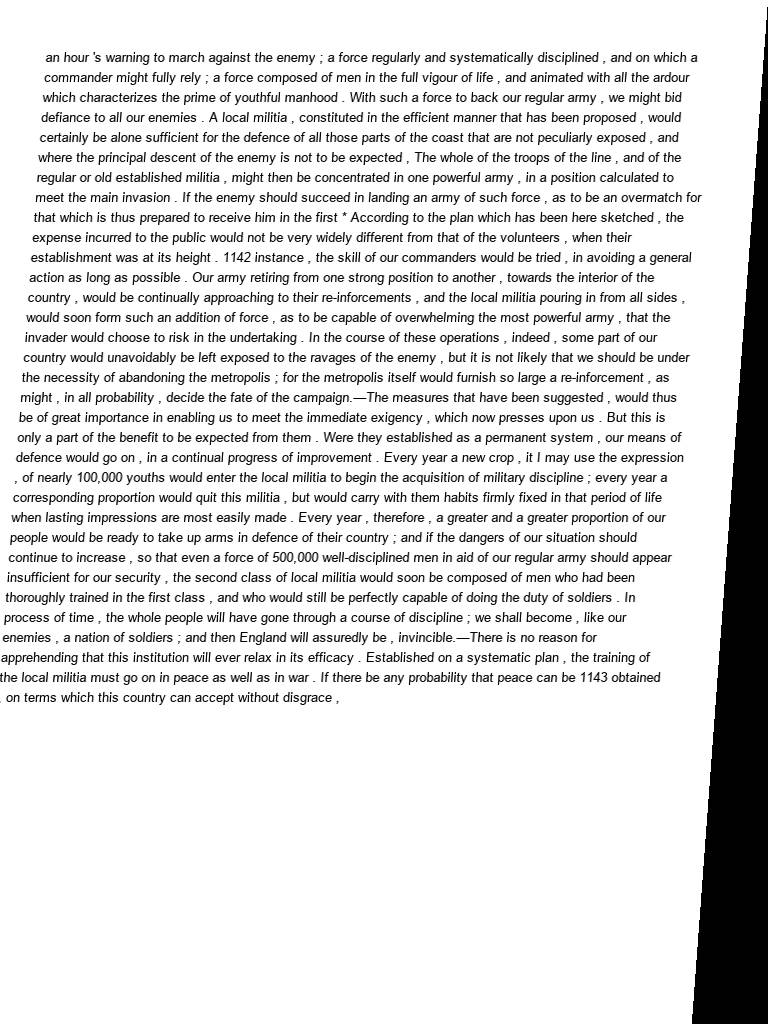 an hour 's warning to march against the enemy ; a force regularly and systematically disciplined , and on which a
commander might fully rely ; a force composed of men in the full vigour of life , and animated with all the ardour
which characterizes the prime of youthful manhood . With such a force to back our regular army , we might bid
defiance to all our enemies . A local militia , constituted in the efficient manner that has been proposed , would
certainly be alone sufficient for the defence of all those parts of the coast that are not peculiarly exposed , and
where the principal descent of the enemy is not to be expected , The whole of the troops of the line , and of the
regular or old established militia , might then be concentrated in one powerful army , in a position calculated to
meet the main invasion . If the enemy should succeed in landing an army of such force , as to be an overmatch for
that which is thus prepared to receive him in the first * According to the plan which has been here sketched , the
expense incurred to the public would not be very widely different from that of the volunteers , when their
establishment was at its height . 1142 instance , the skill of our commanders would be tried , in avoiding a general
action as long as possible . Our army retiring from one strong position to another , towards the interior of the
country , would be continually approaching to their re-inforcements , and the local militia pouring in from all sides ,
would soon form such an addition of force , as to be capable of overwhelming the most powerful army , that the
invader would choose to risk in the undertaking . In the course of these operations , indeed , some part of our
country would unavoidably be left exposed to the ravages of the enemy , but it is not likely that we should be under
the necessity of abandoning the metropolis ; for the metropolis itself would furnish so large a re-inforcement , as
might , in all probability , decide the fate of the campaign.—The measures that have been suggested , would thus
be of great importance in enabling us to meet the immediate exigency , which now presses upon us . But this is
only a part of the benefit to be expected from them . Were they established as a permanent system , our means of
defence would go on , in a continual progress of improvement . Every year a new crop , it I may use the expression
, of nearly 100,000 youths would enter the local militia to begin the acquisition of military discipline ; every year a
corresponding proportion would quit this militia , but would carry with them habits firmly fixed in that period of life
when lasting impressions are most easily made . Every year , therefore , a greater and a greater proportion of our
people would be ready to take up arms in defence of their country ; and if the dangers of our situation should
continue to increase , so that even a force of 500,000 well-disciplined men in aid of our regular army should appear
insufficient for our security , the second class of local militia would soon be composed of men who had been
thoroughly trained in the first class , and who would still be perfectly capable of doing the duty of soldiers . In
process of time , the whole people will have gone through a course of discipline ; we shall become , like our
enemies , a nation of soldiers ; and then England will assuredly be , invincible.—There is no reason for
apprehending that this institution will ever relax in its efficacy . Established on a systematic plan , the training of
the local militia must go on in peace as well as in war . If there be any probability that peace can be 1143 obtained
, on terms which this country can accept without disgrace ,